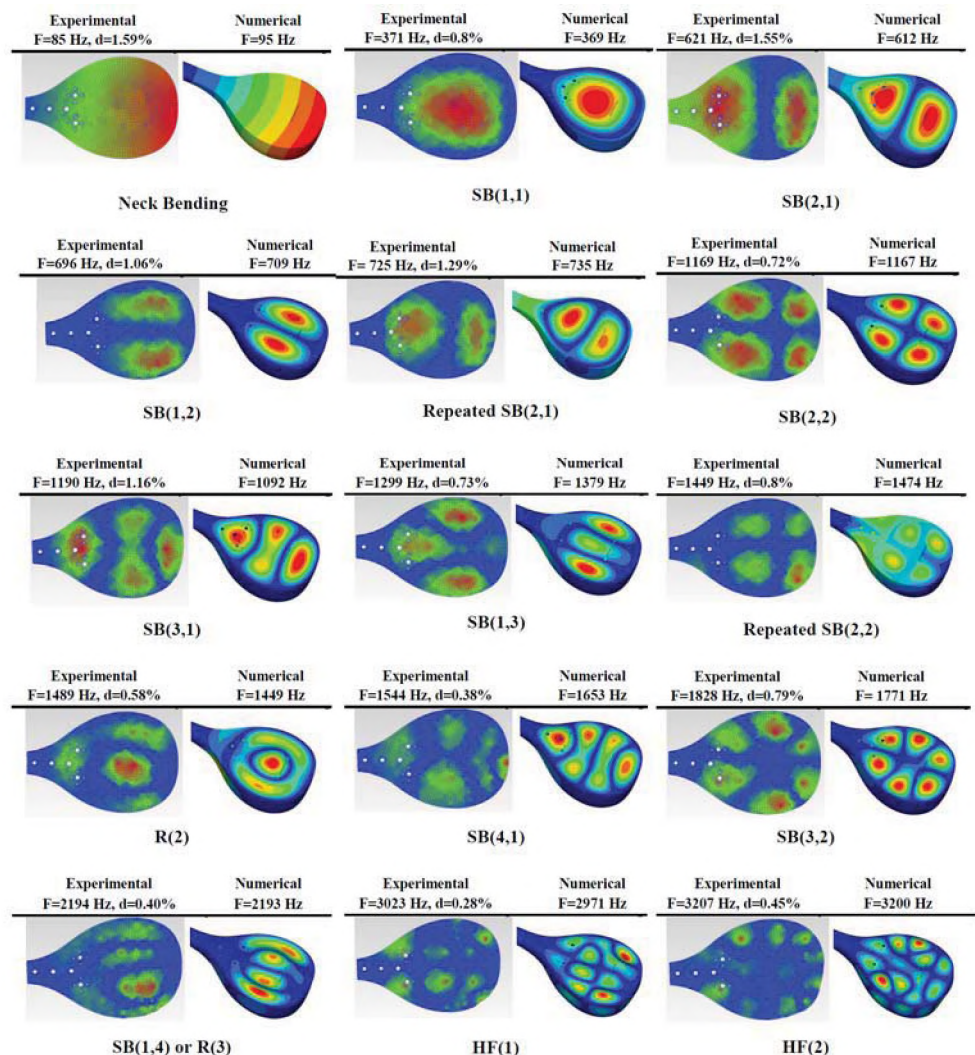 Experimental Numerical
F=85 Hz, d=1.59% F=95 Hz
Neck Bending
Experimental Numerical
F=371 Hz, d=0.8% F=369 Hz
SB(1,1)
Experimental Numerical
F=621 Hz, d=1.55% F=612 Hz
SB(2,1)
Experimental Numerical
F=696 Hz, d=1.06% F=709 Hz
SB(1,2)
Experimental Numerical
F= 725 Hz, d=1.29% F=735 Hz
Repeated SB(2,1)
Experimental Numerical
F=1169 Hz, d=0.72% F=1167 Hz
SB(2,2)
Experimental Numerical
F=1190 Hz, d=1.16% F=1092 Hz
SB(3,1)
Experimental Numerical
F=1299 Hz, d=0.73% F= 1379 Hz
SB(1,3)
Experimental Numerical
F=1449 Hz, d=0.8% F=1474 Hz
Repeated SB(2,2)
Experimental Numerical
F=1489 Hz, d=0.58% F=1449 Hz
R(2)
Experimental Numerical
F=1544 Hz, d=0.38% F=1653 Hz
SB(4,1)
Experimental Numerical
F=1828 Hz, d=0.79% F= 1771 Hz
SB(3,2)
Experimental Numerical
F=2194 Hz, d=0.40% F=2193 Hz
SB(1,4) or R(3)
Experimental Numerical
F=3023 Hz, d=0.28% F=2971 Hz
HF(1)
Experimental Numerical
F=3207 Hz, d=0.45% F=3200 Hz
HF(2)